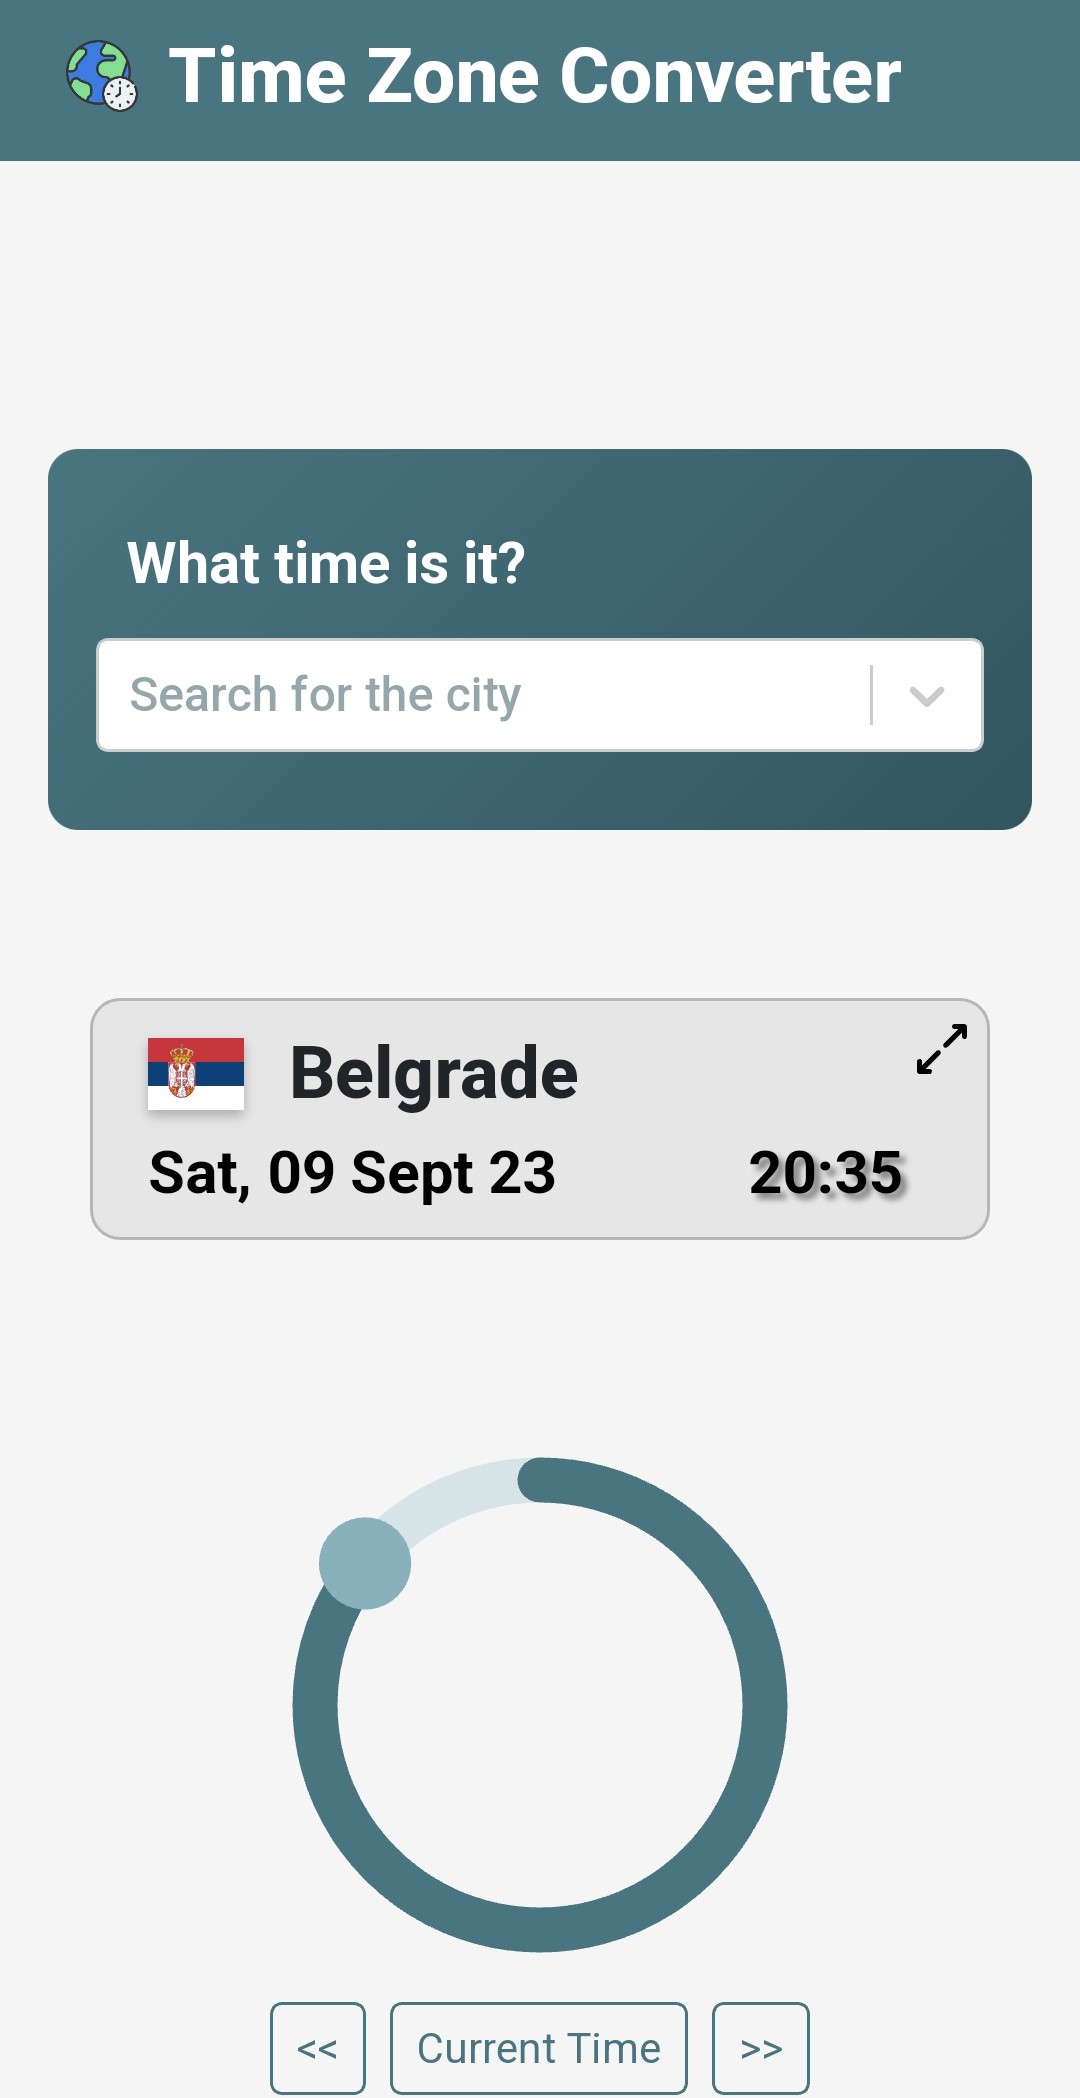 Time Zone Converter
What time is it?
Search for the city
Belgrade
Sat, 09 Sept 23 20:35
<< Current Time >>